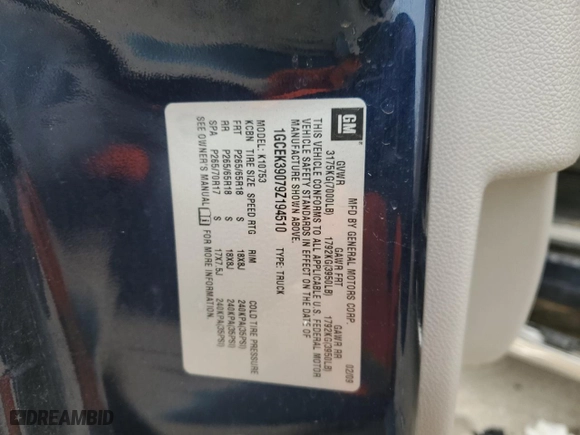 GM
MFD BY GENERAL MOTORS CORP.
02/09
GVWR GAWR FRT GAWR RR
3175KG(7000LB) 1792KG(3950LB) 1792KG(3950LB)
THIS VEHICLE CONFORMS TO ALL APPLICABLE U.S. FEDERAL MOTOR
VEHICLE SAFETY STANDARDS IN EFFECT ON THE DATE OF
MANUFACTURE SHOWN ABOVE.
1GCEK39079Z194510 TYPE: TRUCK
MODEL: K10753
KCBN TIRE SIZE SPEED RTG RIM COLD TIRE PRESSURE
FRT P265/65R18 S 18X8J 240KPA(35PSI)
RR P265/65R18 S 18X8J 240KPA(35PSI)
SPA P265/70R17 S 17X7.5J 240KPA(35PSI)
SEE OWNER'S MANUAL FOR MORE INFORMATION.
©DREAMBID